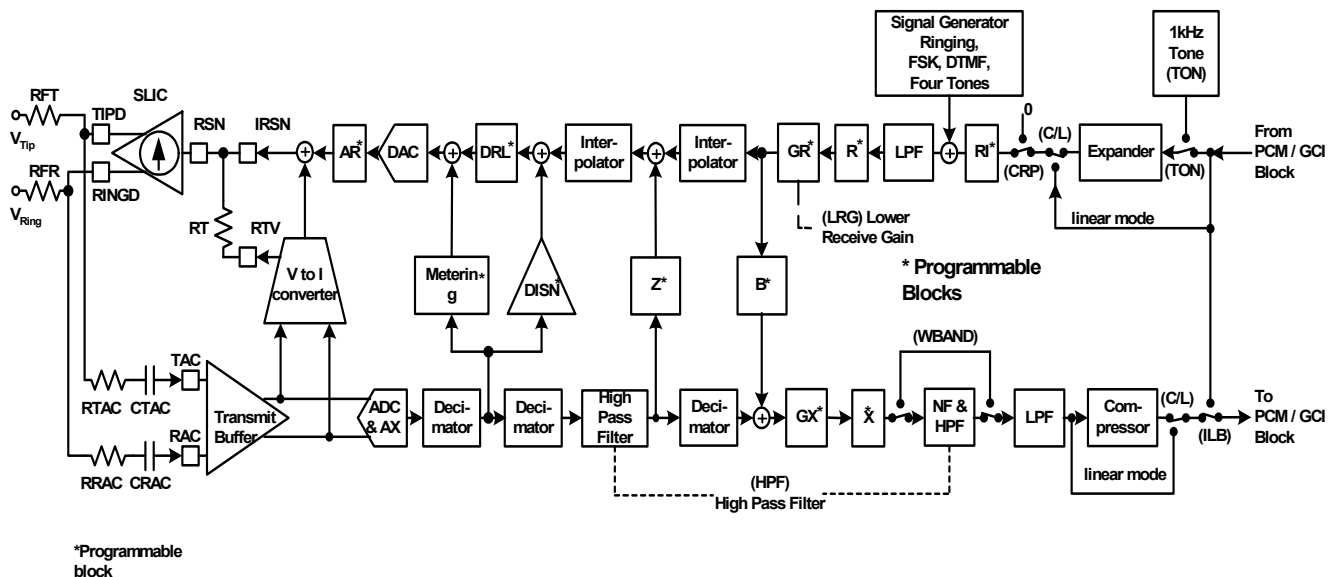 Signal Generator
Ringing,
FSK, DTMF,
Four Tones
1kHz
Tone
(TON)
RFT
SLIC
TIPD
RSN
IRSN
V Tip
RFR
RINGD
V Ring
AR*
DAC
DRL*
Inter-
polator
Inter-
polator
GR*
R*
LPF
RI*
0
(C/L)
(CRP)
Expander
(TON)
From
PCM / GCI
Block
RT
RTV
(LRG) Lower
Receive Gain
linear mode
V to I
converter
Meterin*
g
DISN*
Z*
B*
* Programmable
Blocks
(WBAND)
TAC
RTAC
CTAC
Transmit
Buffer
RAC
RRAC
CRAC
ADC
& AX
Deci-
mator
Deci-
mator
High
Pass
Filter
Deci-
mator
GX*
X*
NF &
HPF
LPF
Com-
pressor
(C/L)
(ILB)
To
PCM / GCI
Block
linear mode
(HPF)
High Pass Filter
*Programmable
block